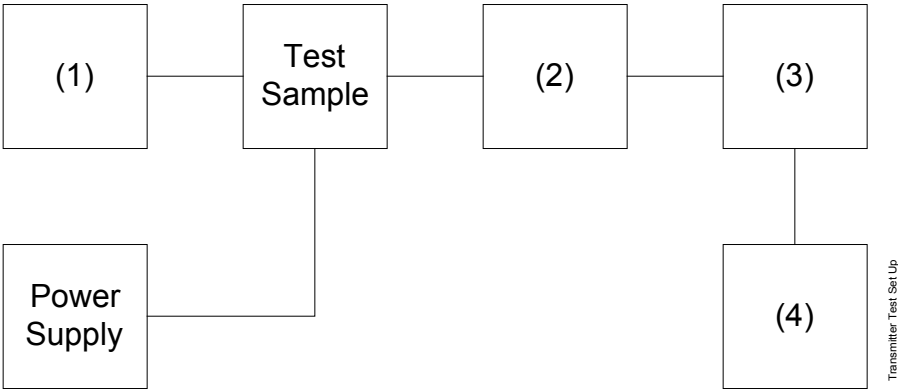 (1)
Test
Sample
(2)
(3)
Power
Supply
(4)
Transmitter Test Set Up